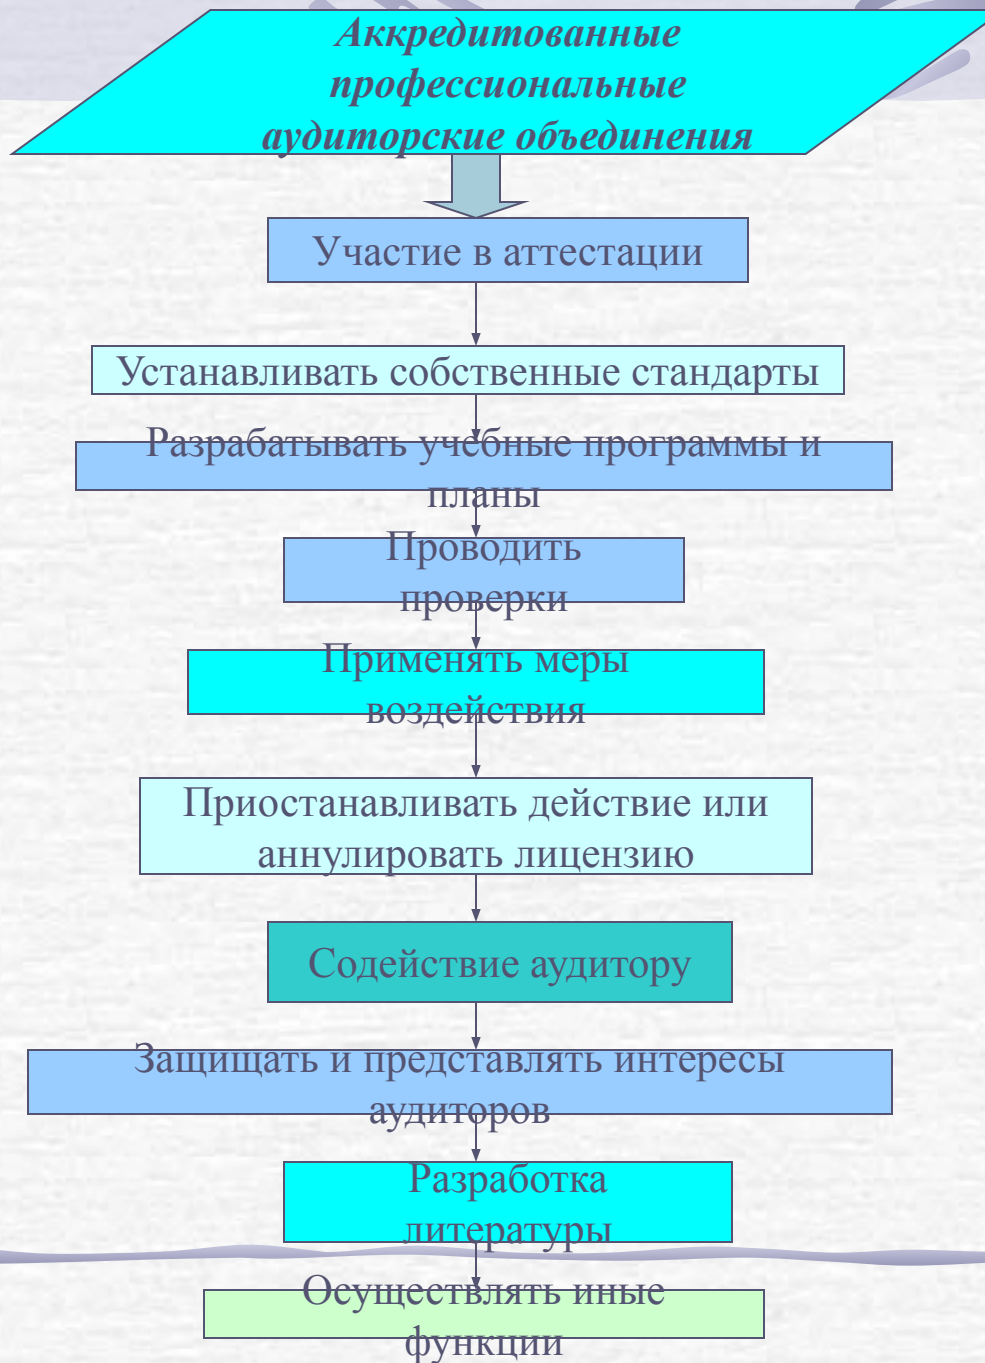 Аккредитованные
профессиональные
аудиторские объединения
Участие в аттестации
Устанавливать собственные стандарты
Разрабатывать учебные программы и
планы
Проводить
проверки
Применять меры
воздействия
Приостанавливать действие или
аннулировать лицензию
Содействие аудитору
Защищать и представлять интересы
аудиторов
Разработка
литературы
Осуществлять иные
функции